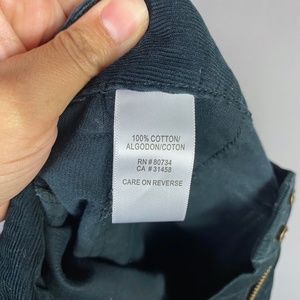 100% COTTON/
ALGODON/COTON
RN # 80734
CA # 31458
CARE ON REVERSE